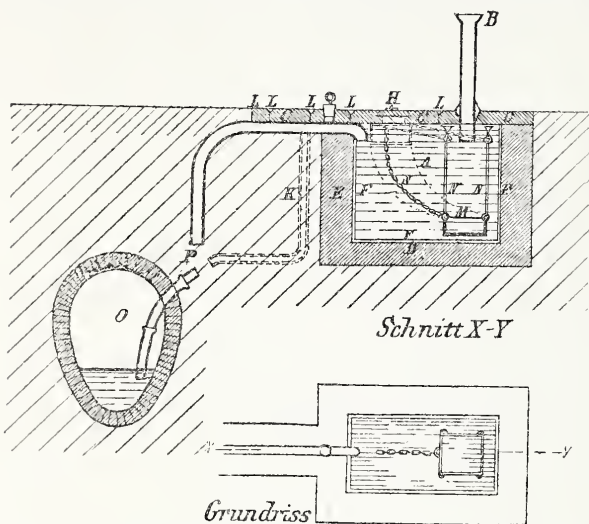 B
L L C L L H C L C
A
K E F N N N F
M
F
D
P
O
Schnitt X-Y
X Y
Grundriss